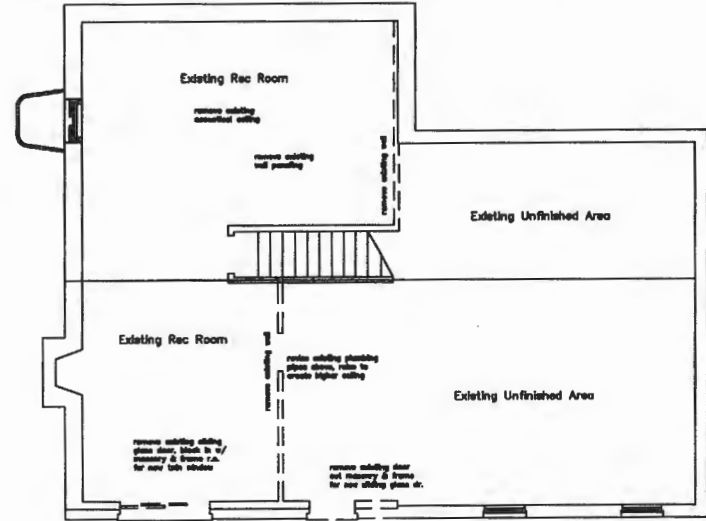 Existing Rec Room
remove existing
acoustical ceiling
remove existing
wall paneling
remove existing wall
Existing Unfinished Area
Existing Rec Room
remove existing wall
revise existing plumbing
pipes above, raise to
create higher ceiling
Existing Unfinished Area
remove existing sliding
glass door, block in w/
masonry & frame r.o.
for new twin window
remove existing door
cut masonry & frame
for new sliding glass dr.